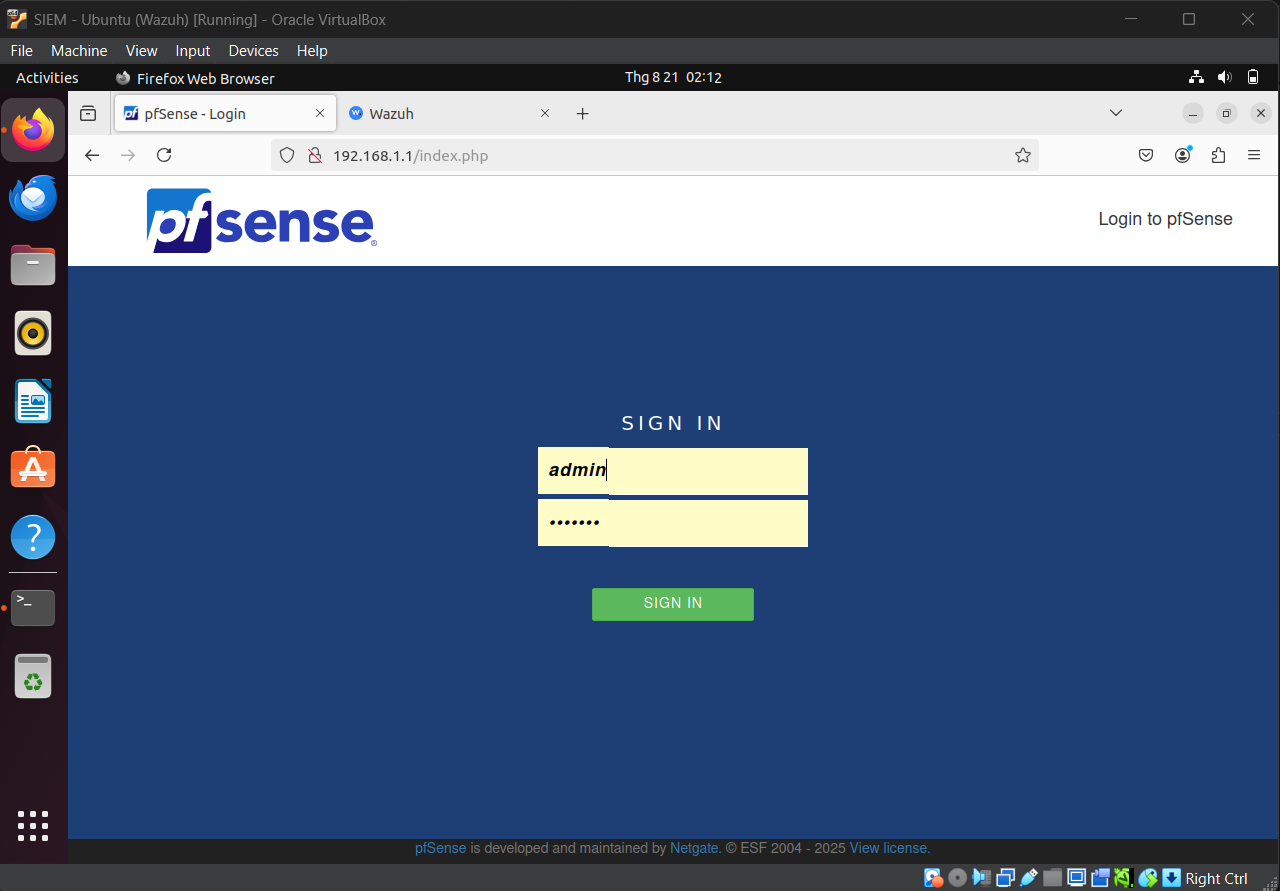 SIEM - Ubuntu (Wazuh) [Running] - Oracle VirtualBox
File Machine View Input Devices Help
Activities Firefox Web Browser Thg 8 21 02:12
pfSense - Login Wazuh
192.168.1.1/index.php
pfsense® Login to pfSense
SIGN IN
admin
•••••••
SIGN IN
pfSense is developed and maintained by Netgate. © ESF 2004 - 2025 View license.
Right Ctrl